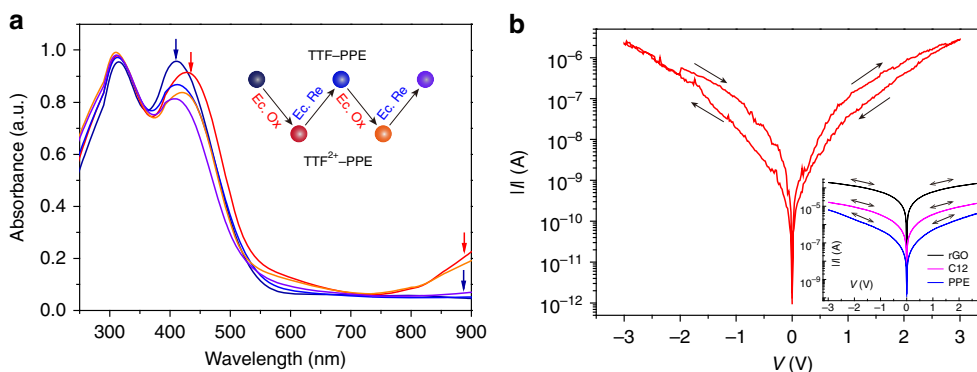 a
Absorbance (a.u.)
1.0
0.8
0.6
0.4
0.2
0.0
300
400
500
600
700
800
900
Wavelength (nm)
TTF–PPE
Ec. Ox
Ec. Re
Ec. Ox
Ec. Re
TTF²⁺–PPE
b
|I/I (A)
10⁻⁶
10⁻⁷
10⁻⁸
10⁻⁹
10⁻¹⁰
10⁻¹¹
10⁻¹²
−3
−2
−1
0
1
2
3
V (V)
|I/I (A)
10⁻⁵
10⁻⁷
10⁻⁹
V (V)
rGO
C12
PPE
−3
−2
−1
0
1
2